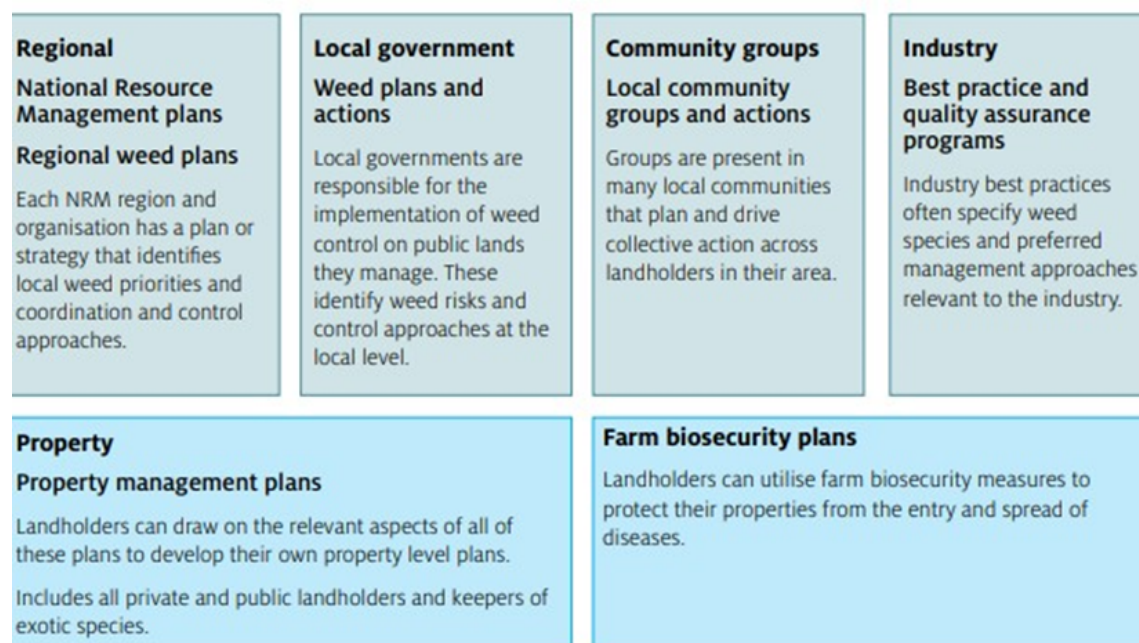 Regional
National Resource
Management plans
Regional weed plans
Each NRM region and
organisation has a plan or
strategy that identifies
local weed priorities and
coordination and control
approaches.
Local government
Weed plans and
actions
Local governments are
responsible for the
implementation of weed
control on public lands
they manage. These
identify weed risks and
control approaches at the
local level.
Community groups
Local community
groups and actions
Groups are present in
many local communities
that plan and drive
collective action across
landholders in their area.
Industry
Best practice and
quality assurance
programs
Industry best practices
often specify weed
species and preferred
management approaches
relevant to the industry.
Property
Property management plans
Landholders can draw on the relevant aspects of all of
these plans to develop their own property level plans.
Includes all private and public landholders and keepers of
exotic species.
Farm biosecurity plans
Landholders can utilise farm biosecurity measures to
protect their properties from the entry and spread of
diseases.